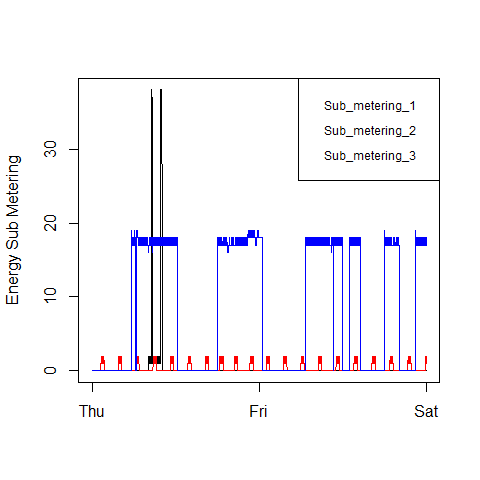 Sub_metering_1
Sub_metering_2
Sub_metering_3
Energy Sub Metering
30
20
10
0
Thu Fri Sat